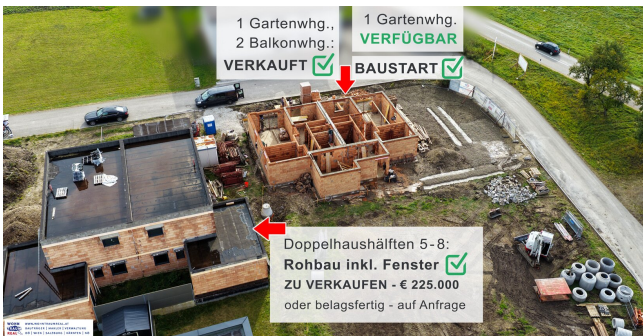 1 Gartenwhg.,
2 Balkonwhg.:
VERKAUFT
1 Gartenwhg.
VERFÜGBAR
BAUSTART
Doppelhaushälften 5-8:
Rohbau inkl. Fenster
ZU VERKAUFEN - € 225.000
oder belagsfertig - auf Anfrage